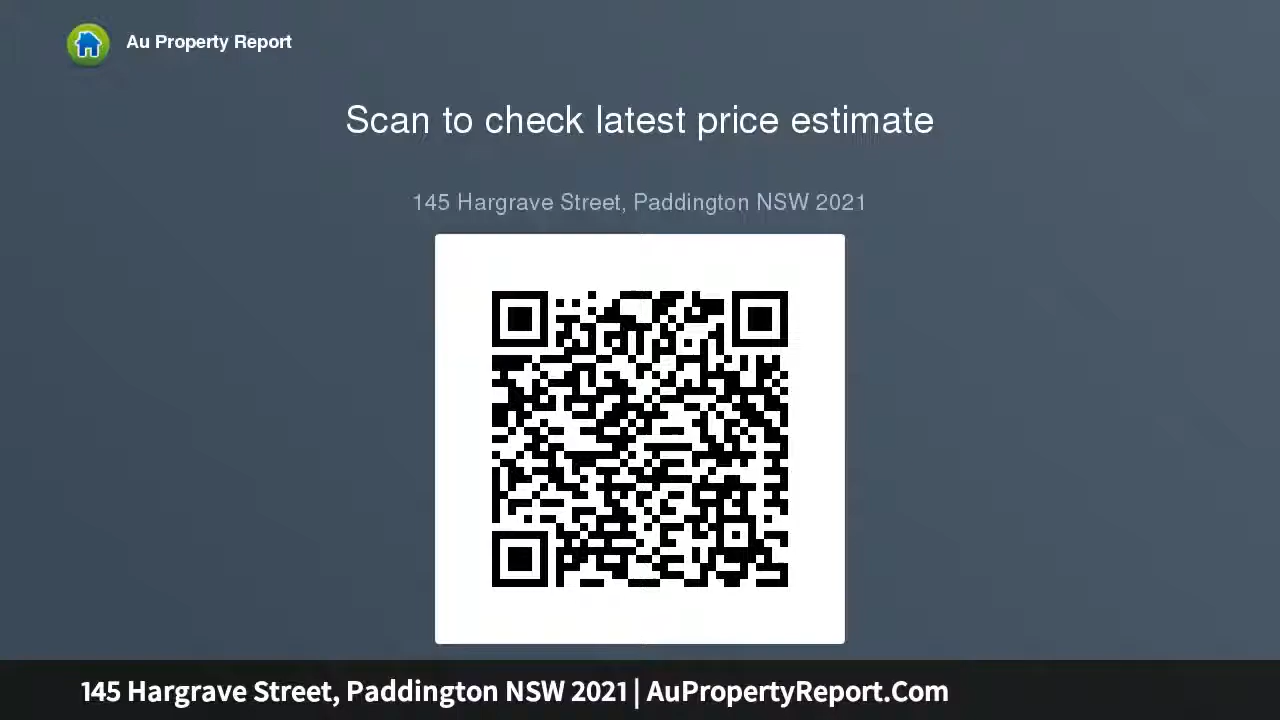 Au Property Report
Scan to check latest price estimate
145 Hargrave Street, Paddington NSW 2021
145 Hargrave Street, Paddington NSW 2021 | AuPropertyReport.Com